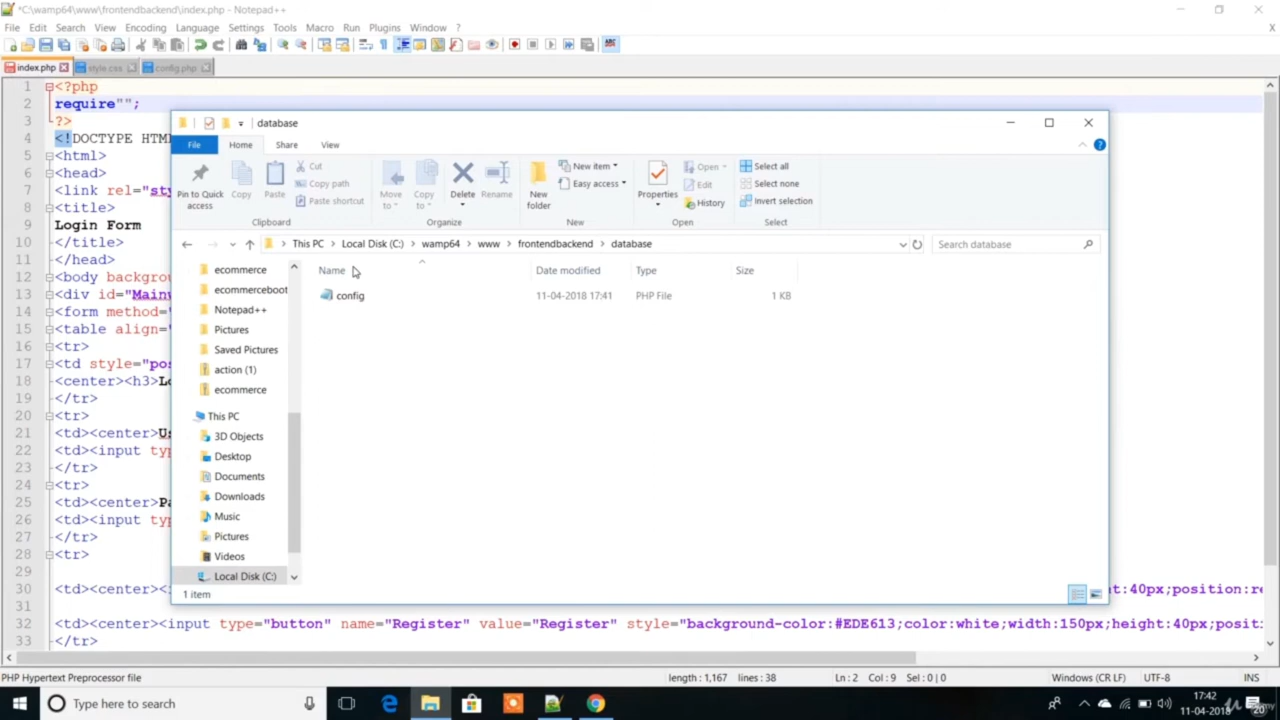 *C:\wamp64\www\frontendbackend\index.php - Notepad++
File Edit Search View Encoding Language Settings Tools Macro Run Plugins Window ?
X
index.php style.css config.php
1 <?php
2 require"";
3 ?>
4 <!DOCTYPE HTM
5 <html>
6 <head>
7 <link rel="sty
8 <title>
9 Login Form
10 </title>
11 </head>
12 <body backgrou
13 <div id="Mainw
14 <form method="
15 <table align="
16 <tr>
17 <td style="pos
18 <center><h3>Lo
19 </tr>
20 <tr>
21 <td><center>Us
22 <td><input typ
23 </tr>
24 <tr>
25 <td><center>Pa
26 <td><input typ
27 </tr>
28 <tr>
29
30 <td><center><i ht:40px;position:re
31
32 <td><center><input type="button" name="Register" value="Register" style="background-color:#EDE613;color:white;width:150px;height:40px;positi
33 </tr>
database
File Home Share View
Pin to Quick access
Copy
Paste
Cut
Copy path
Paste shortcut
Clipboard
Move to
Copy to
Delete
Rename
Organize
New folder
New item
Easy access
New
Properties
Open
Edit
History
Open
Select all
Select none
Invert selection
Select
This PC > Local Disk (C:) > wamp64 > www > frontendbackend > database
Search database
ecommerce
ecommerceboot
Notepad++
Pictures
Saved Pictures
action (1)
ecommerce
This PC
3D Objects
Desktop
Documents
Downloads
Music
Pictures
Videos
Local Disk (C:)
Name Date modified Type Size
config 11-04-2018 17:41 PHP File 1 KB
1 item
PHP Hypertext Preprocessor file length : 1,167 lines : 38 Ln : 2 Col : 9 Sel : 0 | 0 Windows (CR LF) UTF-8 INS
Type here to search
17:42
11-04-2018
20